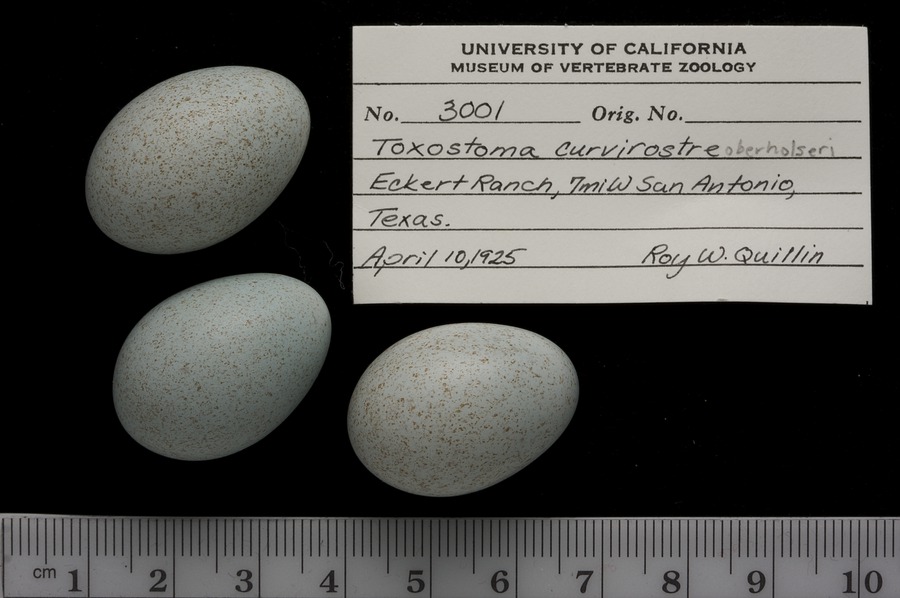 UNIVERSITY OF CALIFORNIA
MUSEUM OF VERTEBRATE ZOOLOGY
No. 3001 Orig. No.
Toxostoma curvirostre oberholseri
Eckert Ranch, 7mi W San Antonio,
Texas.
April 10, 1925 Roy W. Quillin
cm 1 2 3 4 5 6 7 8 9 10